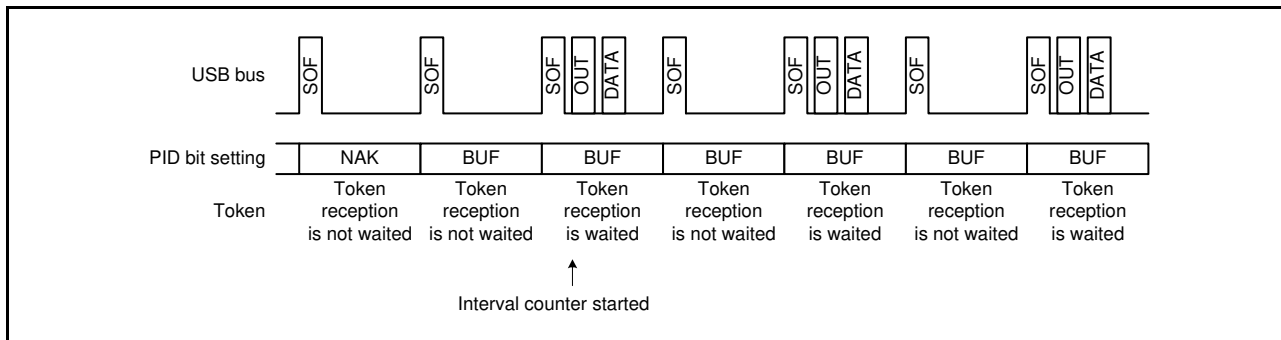 USB bus
SOF SOF SOF OUT DATA SOF SOF OUT DATA SOF SOF OUT DATA
PID bit setting NAK BUF BUF BUF BUF BUF BUF
Token Token Token Token Token Token Token
Token reception reception reception reception reception reception reception
is not waited is not waited is waited is not waited is waited is not waited is waited
Interval counter started